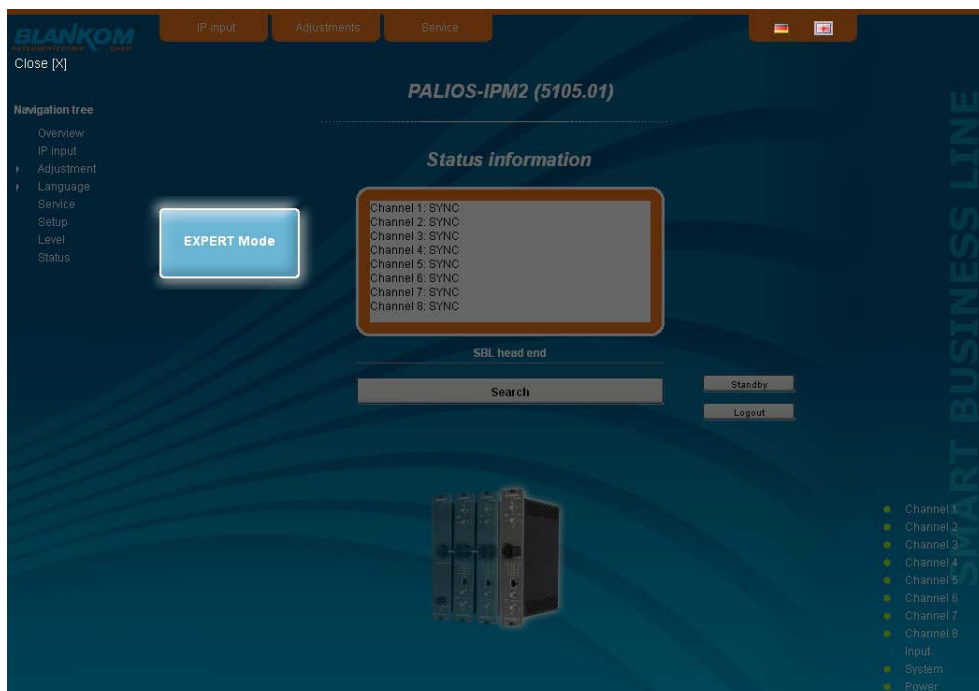 BLANKOM
ANTENNENTECHNIK GMBH
IP input
Adjustments
Service
Close [X]
PALIOS-IPM2 (5105.01)
Navigation tree
Overview
IP input
Adjustment
Language
Service
Setup
Level
Status
EXPERT Mode
Status information
Channel 1: SYNC
Channel 2: SYNC
Channel 3: SYNC
Channel 4: SYNC
Channel 5: SYNC
Channel 6: SYNC
Channel 7: SYNC
Channel 8: SYNC
SBL head end
Search
Standby
Logout
SMART BUSINESS LINE
Channel 1
Channel 2
Channel 3
Channel 4
Channel 5
Channel 6
Channel 7
Channel 8
Input
System
Power